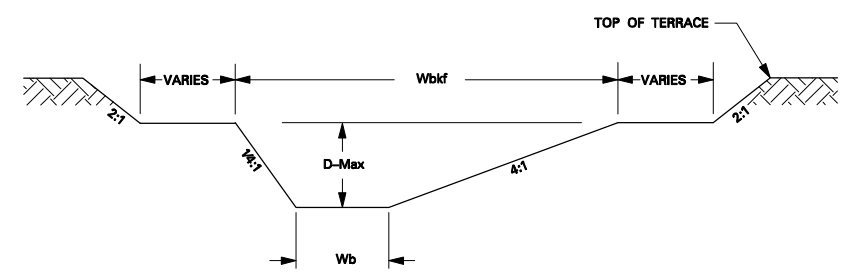 TOP OF TERRACE
VARIES
Wbkf
VARIES
2:1
2:1
1/4:1
D-Max
4:1
Wb